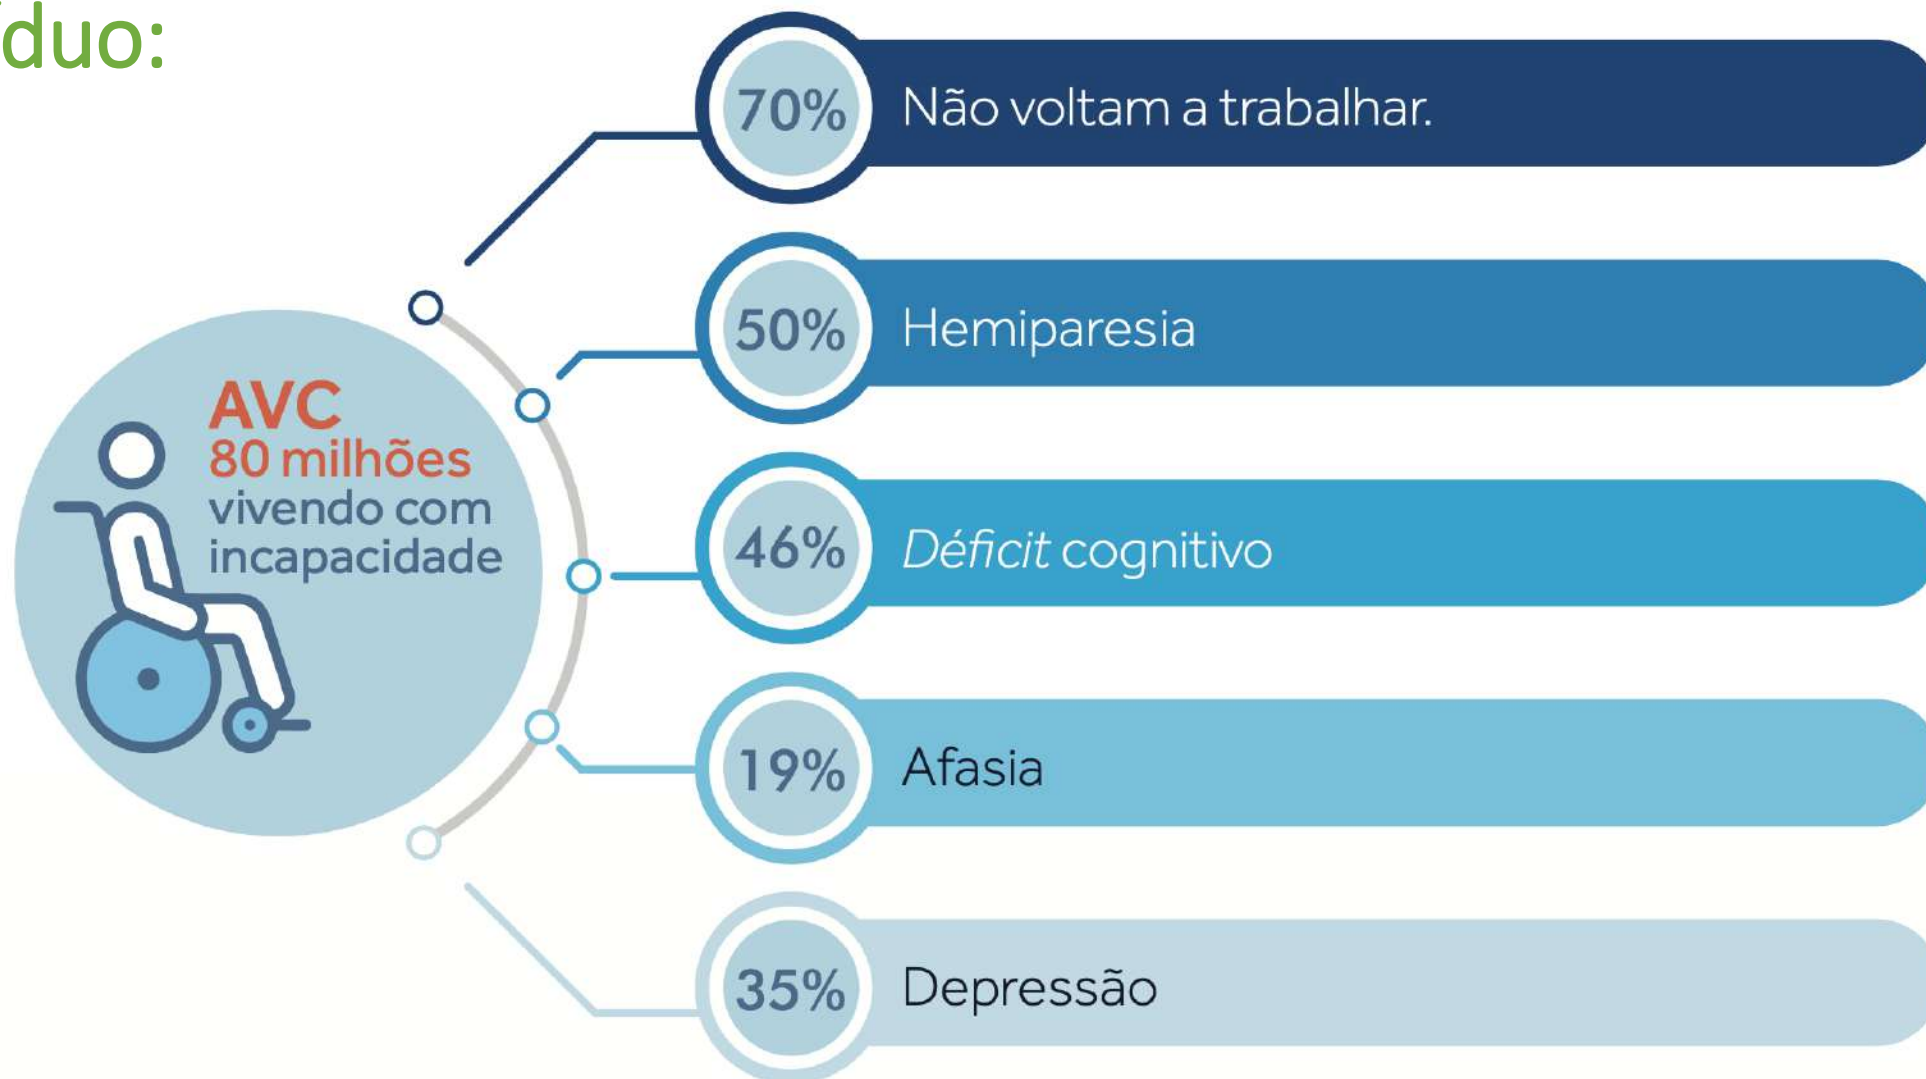 íduo:
70% Não voltam a trabalhar.
50% Hemiparesia
AVC
80 milhões
vivendo com
incapacidade
46% Déficit cognitivo
19% Afasia
35% Depressão